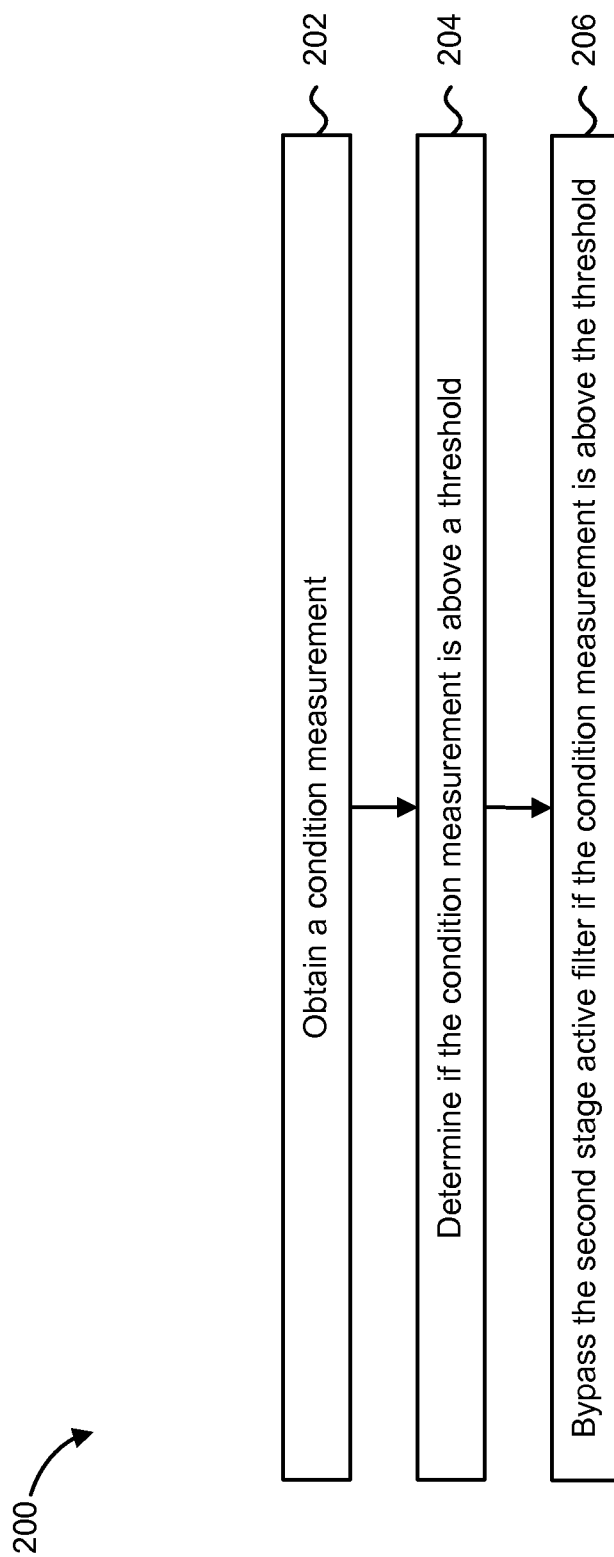 200
Obtain a condition measurement
202
Determine if the condition measurement is above a threshold
204
Bypass the second stage active filter if the condition measurement is above the threshold
206